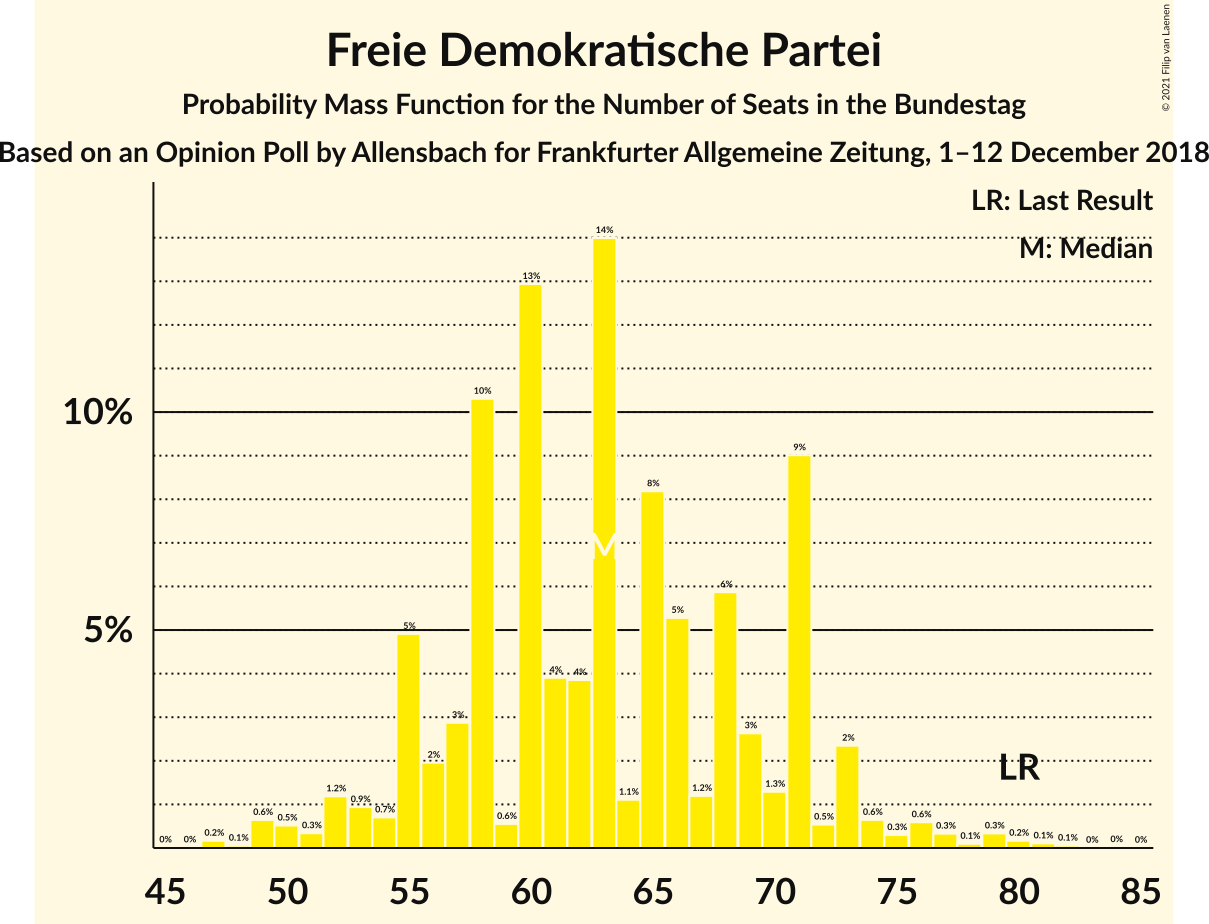 Freie Demokratische Partei
Probability Mass Function for the Number of Seats in the Bundestag
Based on an Opinion Poll by Allensbach for Frankfurter Allgemeine Zeitung, 1–12 December 2018
© 2021 Filip van Laenen
LR: Last Result
M: Median
10%
5%
0% 0% 0.2% 0.1% 0.6% 0.5% 0.3% 1.2% 0.9% 0.7% 5% 2% 3% 10% 0.6% 13% 4% 4% 14% 1.1% 8% 5% 1.2% 6% 3% 1.3% 9% 0.5% 2% 0.6% 0.3% 0.6% 0.3% 0.1% 0.3% 0.2% 0.1% 0.1% 0% 0% 0%
M
LR
45 50 55 60 65 70 75 80 85